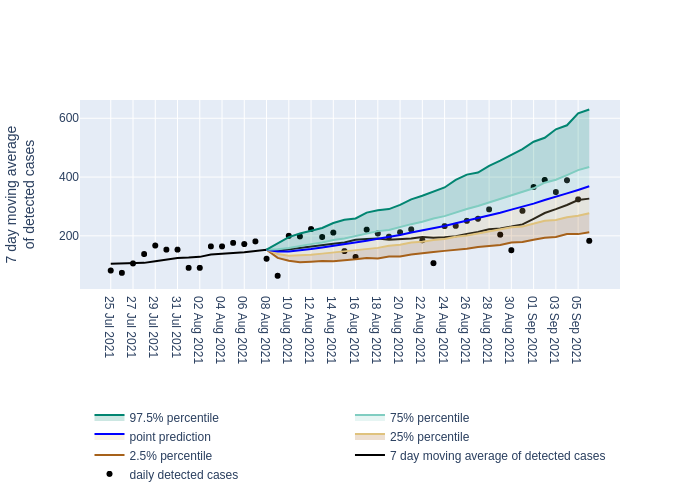 7 day moving average
of detected cases
600
400
200
25 Jul 2021
27 Jul 2021
29 Jul 2021
31 Jul 2021
02 Aug 2021
04 Aug 2021
06 Aug 2021
08 Aug 2021
10 Aug 2021
12 Aug 2021
14 Aug 2021
16 Aug 2021
18 Aug 2021
20 Aug 2021
22 Aug 2021
24 Aug 2021
26 Aug 2021
28 Aug 2021
30 Aug 2021
01 Sep 2021
03 Sep 2021
05 Sep 2021
97.5% percentile
75% percentile
point prediction
25% percentile
2.5% percentile
7 day moving average of detected cases
daily detected cases